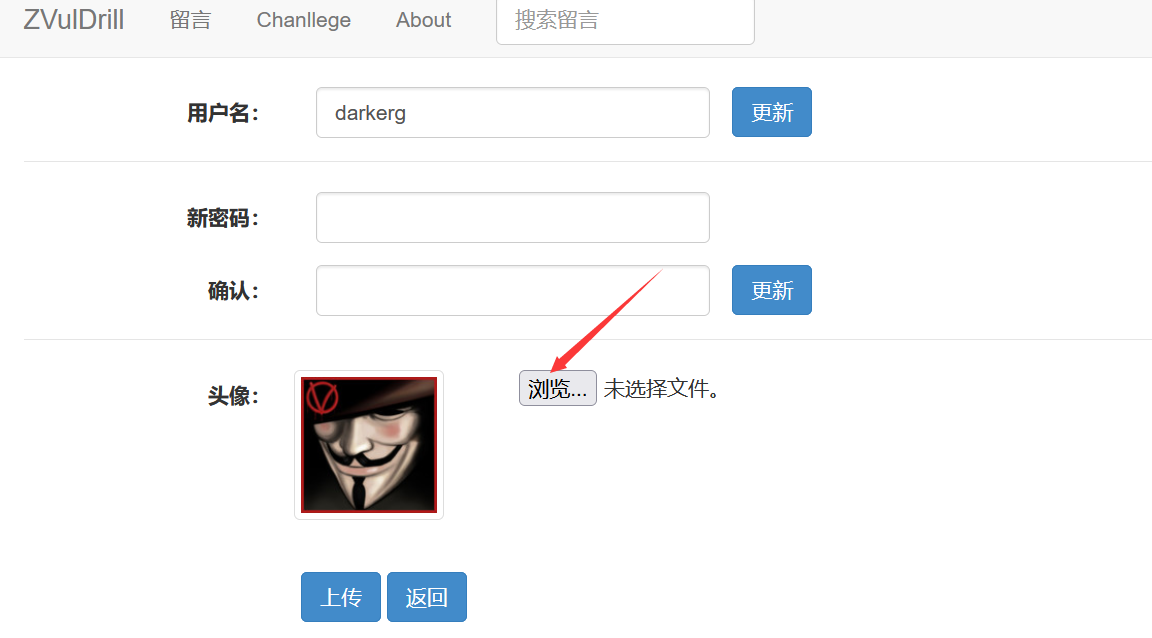 ZVulDrill 留言 Chanllege About 搜索留言
用户名： darkerg 更新
新密码：
确认： 更新
头像： 浏览... 未选择文件。
上传 返回